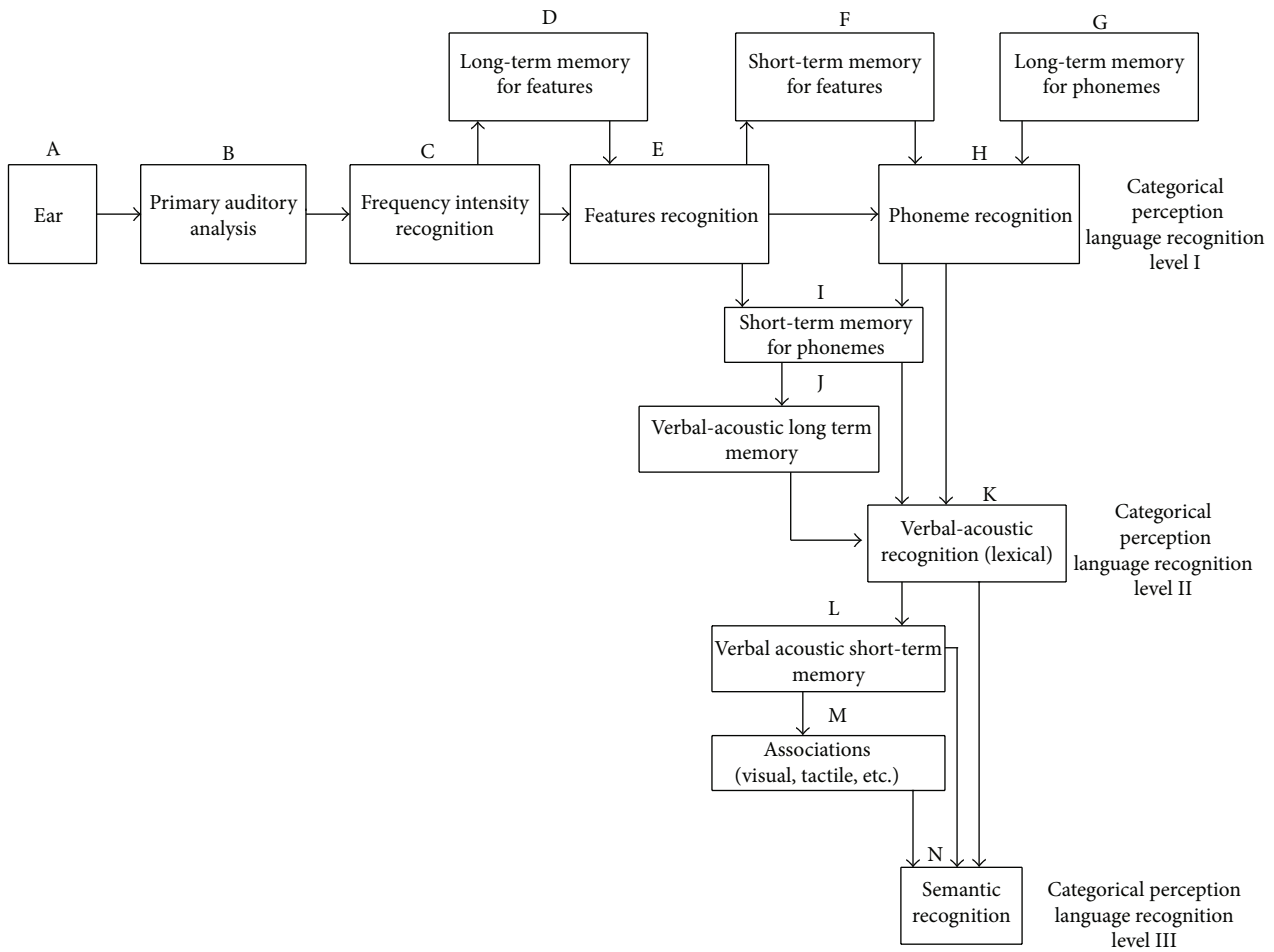 D
F
G
Long-term memory
for features
Short-term memory
for features
Long-term memory
for phonemes
A
B
C
E
H
Ear
Primary auditory
analysis
Frequency intensity
recognition
Features recognition
Phoneme recognition
Categorical
perception
language recognition
level I
I
Short-term memory
for phonemes
J
Verbal-acoustic long term
memory
K
Verbal-acoustic
recognition (lexical)
Categorical
perception
language recognition
level II
L
Verbal acoustic short-term
memory
M
Associations
(visual, tactile, etc.)
N
Semantic
recognition
Categorical perception
language recognition
level III